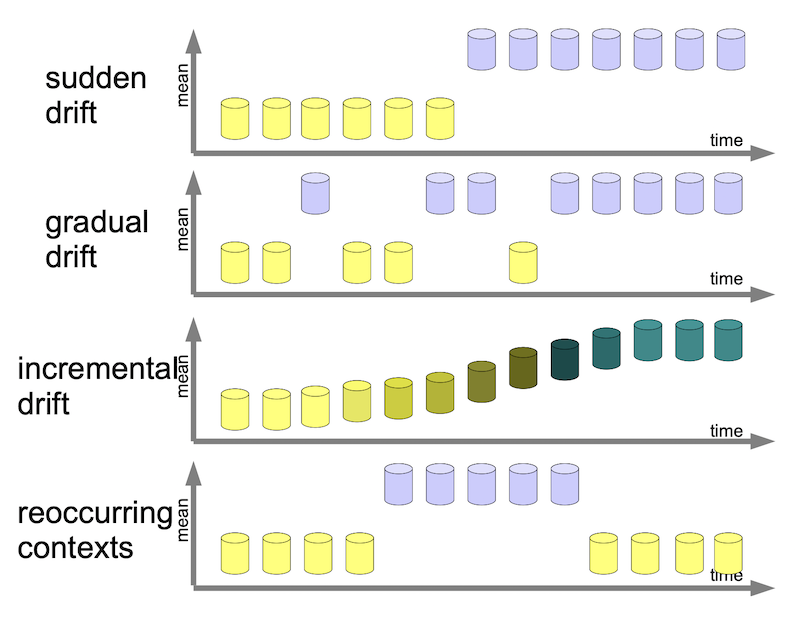 sudden
drift
mean
time
gradual
drift
mean
time
incremental
drift
mean
time
reoccurring
contexts
mean
time